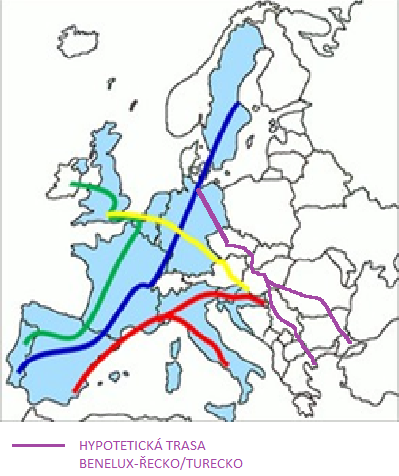 HYPOTETICKÁ TRASA
BENELUX-ŘECKO/TURECKO